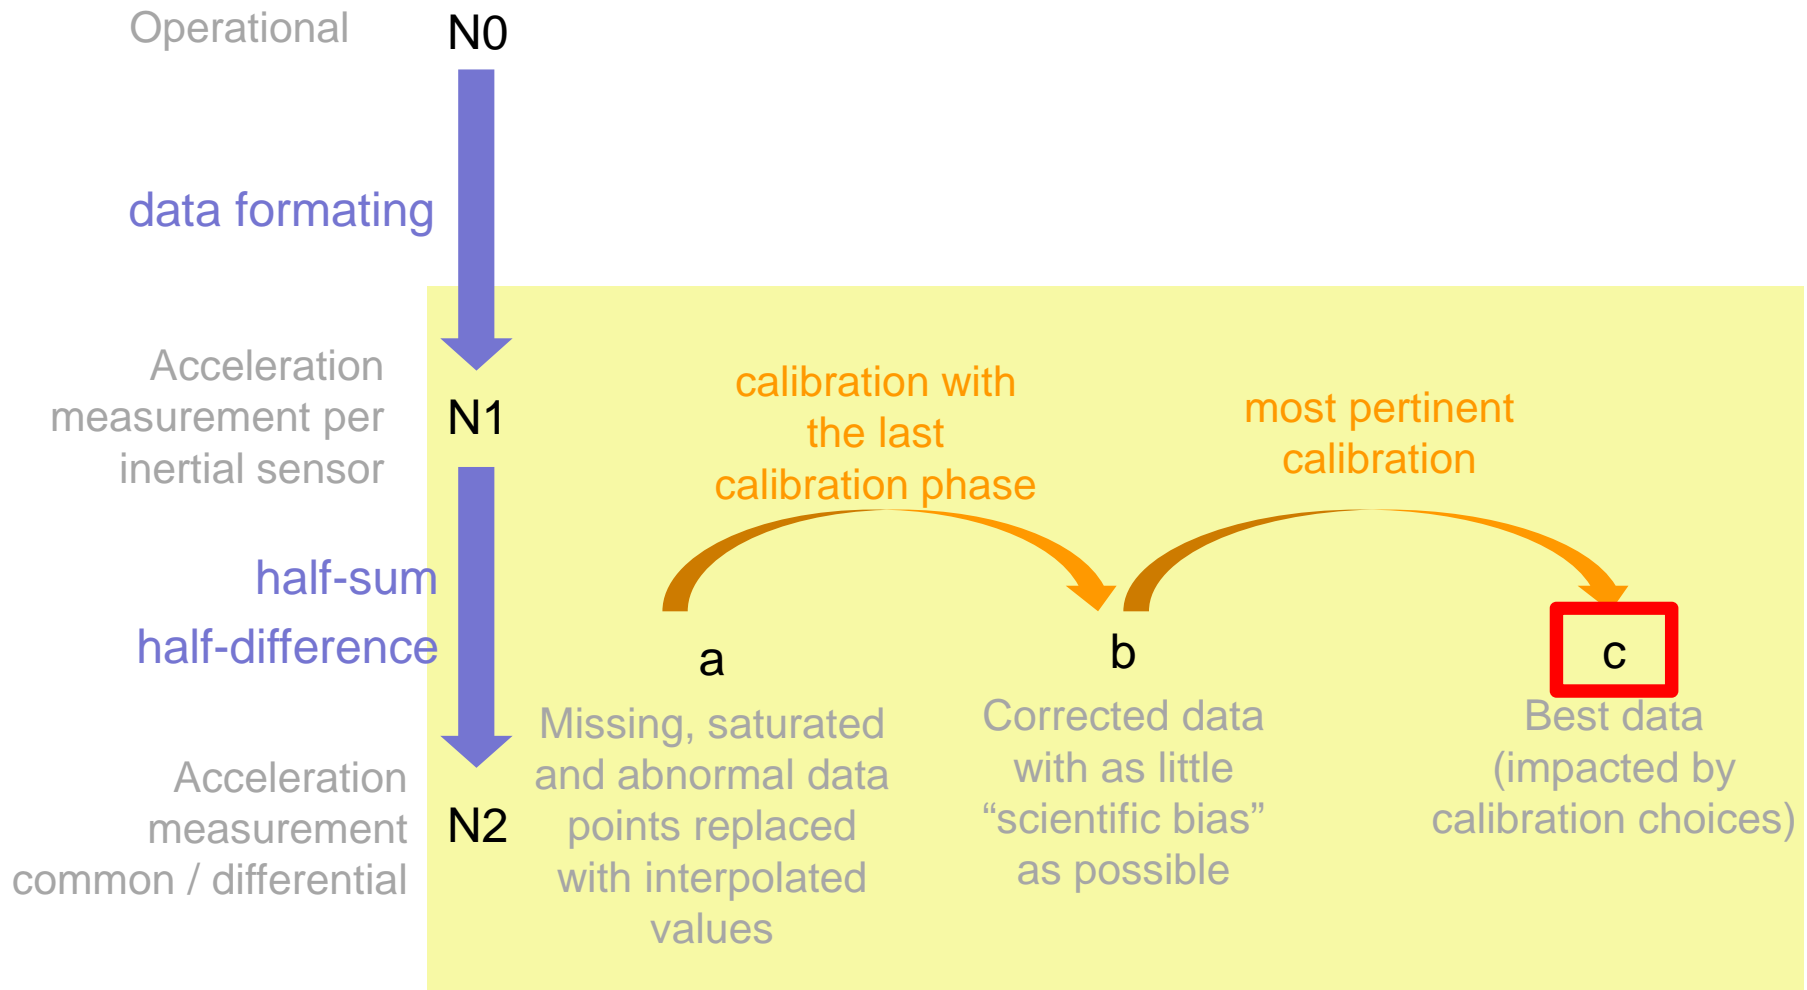 Operational
N0
data formating
Acceleration
measurement per
inertial sensor
N1
calibration with
the last
calibration phase
most pertinent
calibration
half-sum
half-difference
a
b
c
Missing, saturated
and abnormal data
points replaced
with interpolated
values
Corrected data
with as little
“scientific bias”
as possible
Best data
(impacted by
calibration choices)
Acceleration
measurement
common / differential
N2